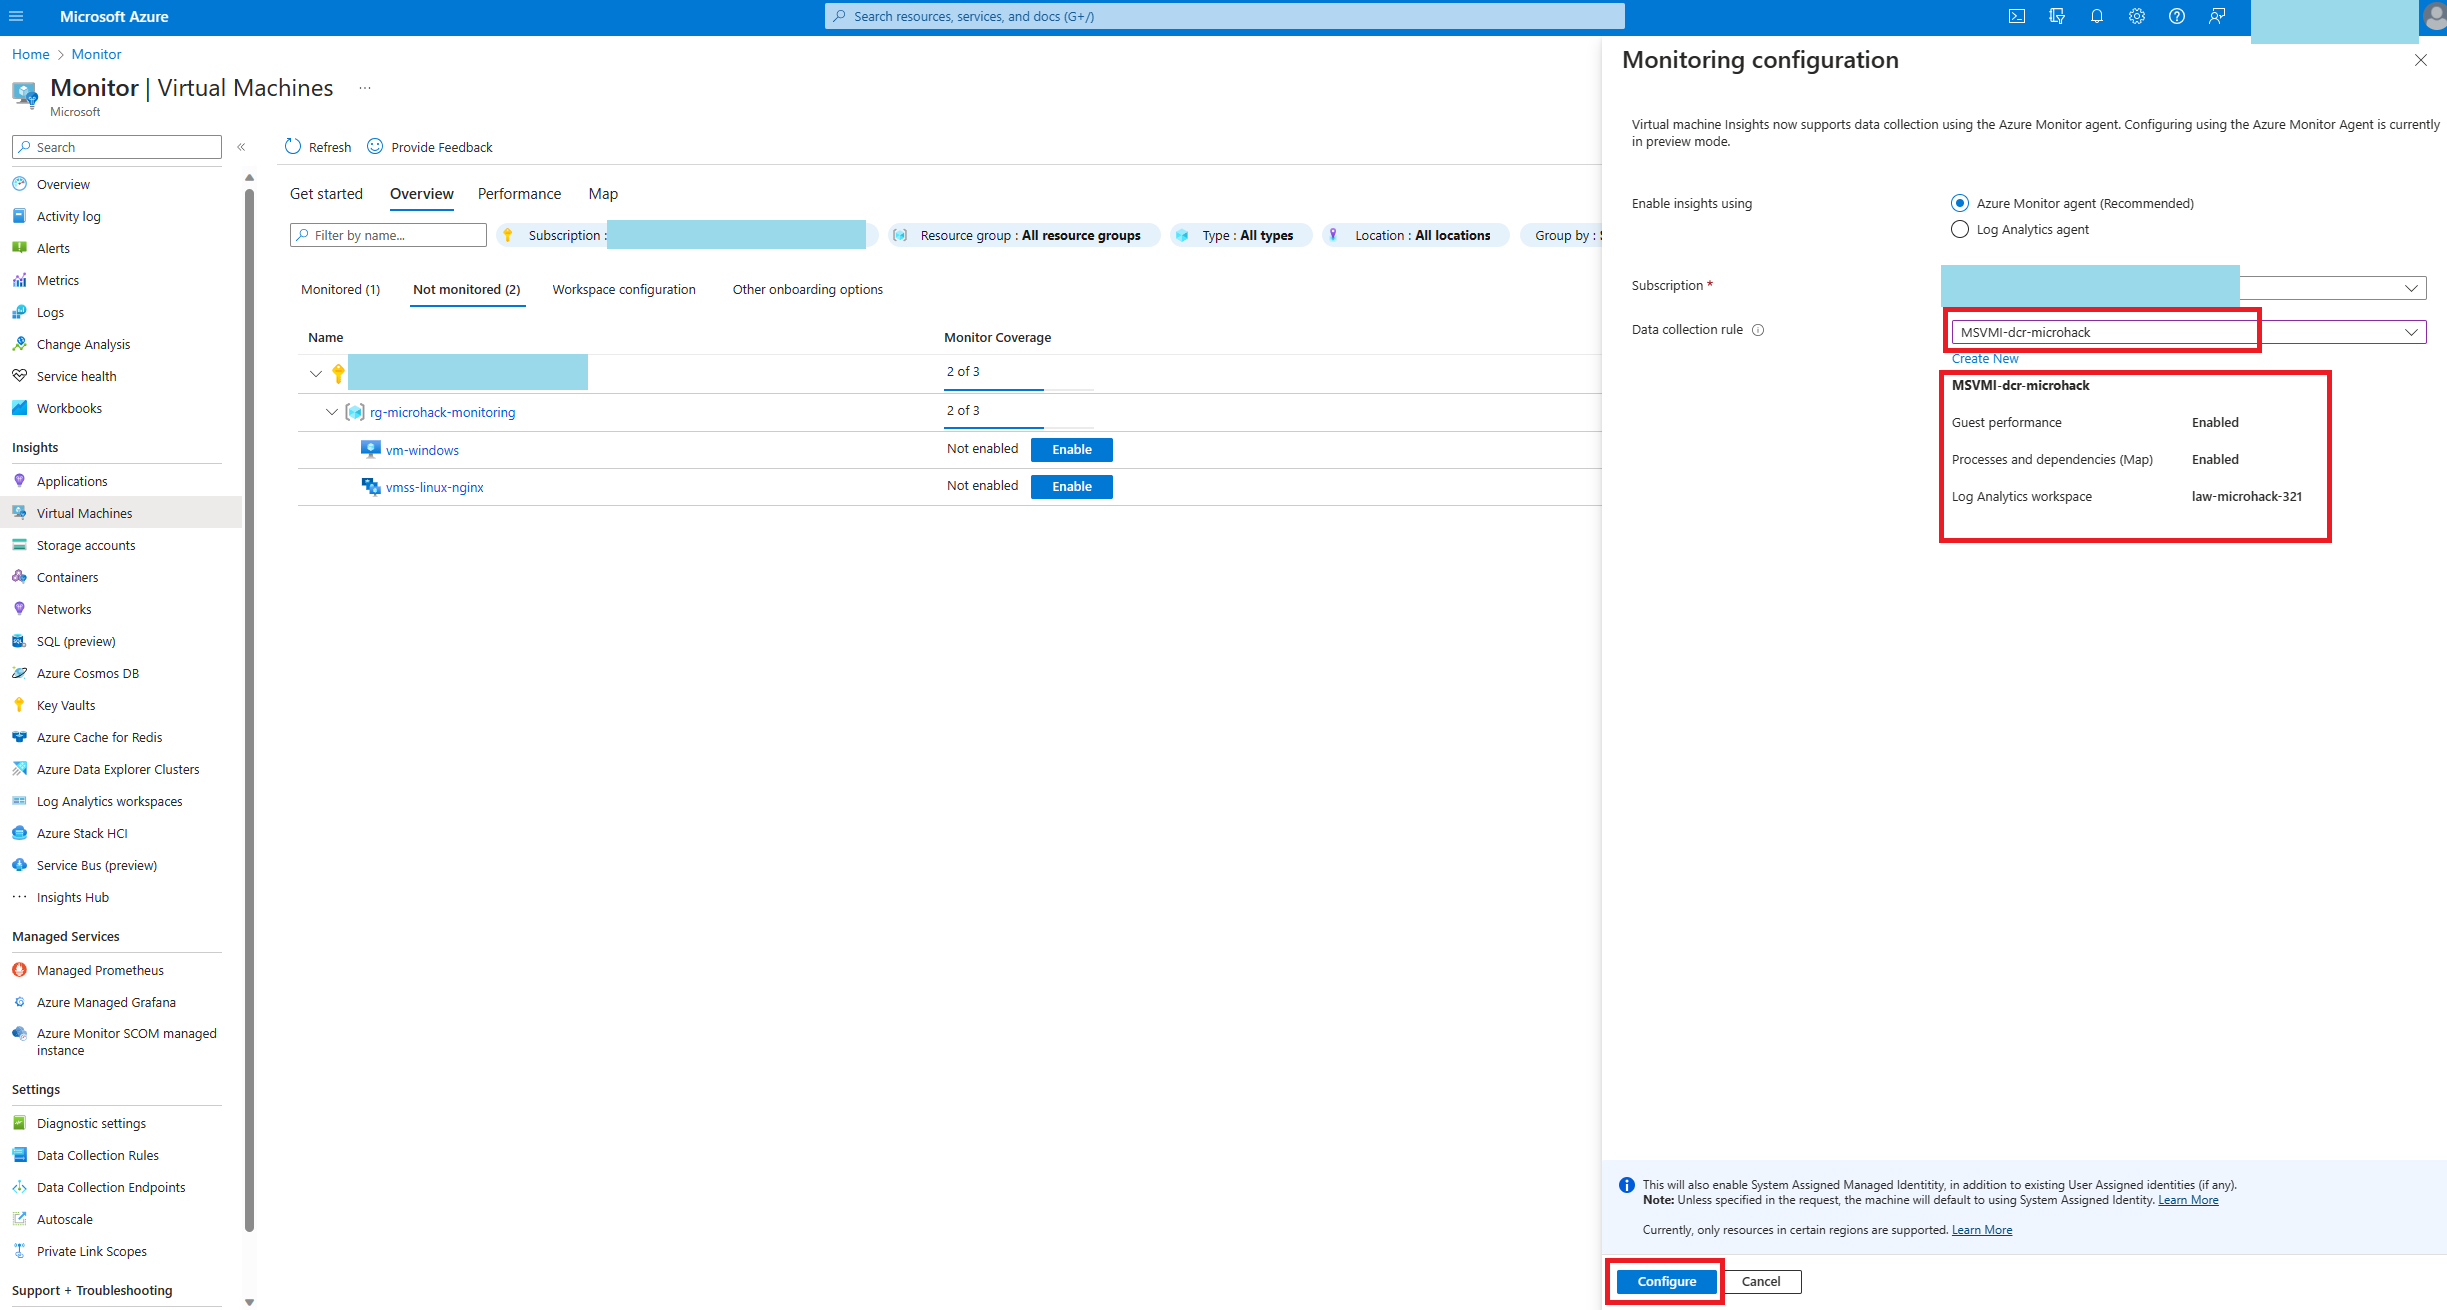 Microsoft Azure
Search resources, services, and docs (G+/)
Home > Monitor
Monitor | Virtual Machines ...
Microsoft
Search
«
Overview
Activity log
Alerts
Metrics
Logs
Change Analysis
Service health
Workbooks
Insights
Applications
Virtual Machines
Storage accounts
Containers
Networks
SQL (preview)
Azure Cosmos DB
Key Vaults
Azure Cache for Redis
Azure Data Explorer Clusters
Log Analytics workspaces
Azure Stack HCI
Service Bus (preview)
Insights Hub
Managed Services
Managed Prometheus
Azure Managed Grafana
Azure Monitor SCOM managed
instance
Settings
Diagnostic settings
Data Collection Rules
Data Collection Endpoints
Autoscale
Private Link Scopes
Support + Troubleshooting
Refresh Provide Feedback
Get started Overview Performance Map
Filter by name... Subscription : Resource group : All resource groups Type : All types Location : All locations Group by :
Monitored (1) Not monitored (2) Workspace configuration Other onboarding options
Name Monitor Coverage
2 of 3
rg-microhack-monitoring 2 of 3
vm-windows Not enabled Enable
vmss-linux-nginx Not enabled Enable
Monitoring configuration
Virtual machine Insights now supports data collection using the Azure Monitor agent. Configuring using the Azure Monitor Agent is currently
in preview mode.
Enable insights using Azure Monitor agent (Recommended)
Log Analytics agent
Subscription *
Data collection rule MSVMI-dcr-microhack
Create New
MSVMI-dcr-microhack
Guest performance Enabled
Processes and dependencies (Map) Enabled
Log Analytics workspace law-microhack-321
This will also enable System Assigned Managed Identitity, in addition to existing User Assigned identities (if any).
Note: Unless specified in the request, the machine will default to using System Assigned Identity. Learn More
Currently, only resources in certain regions are supported. Learn More
Configure Cancel